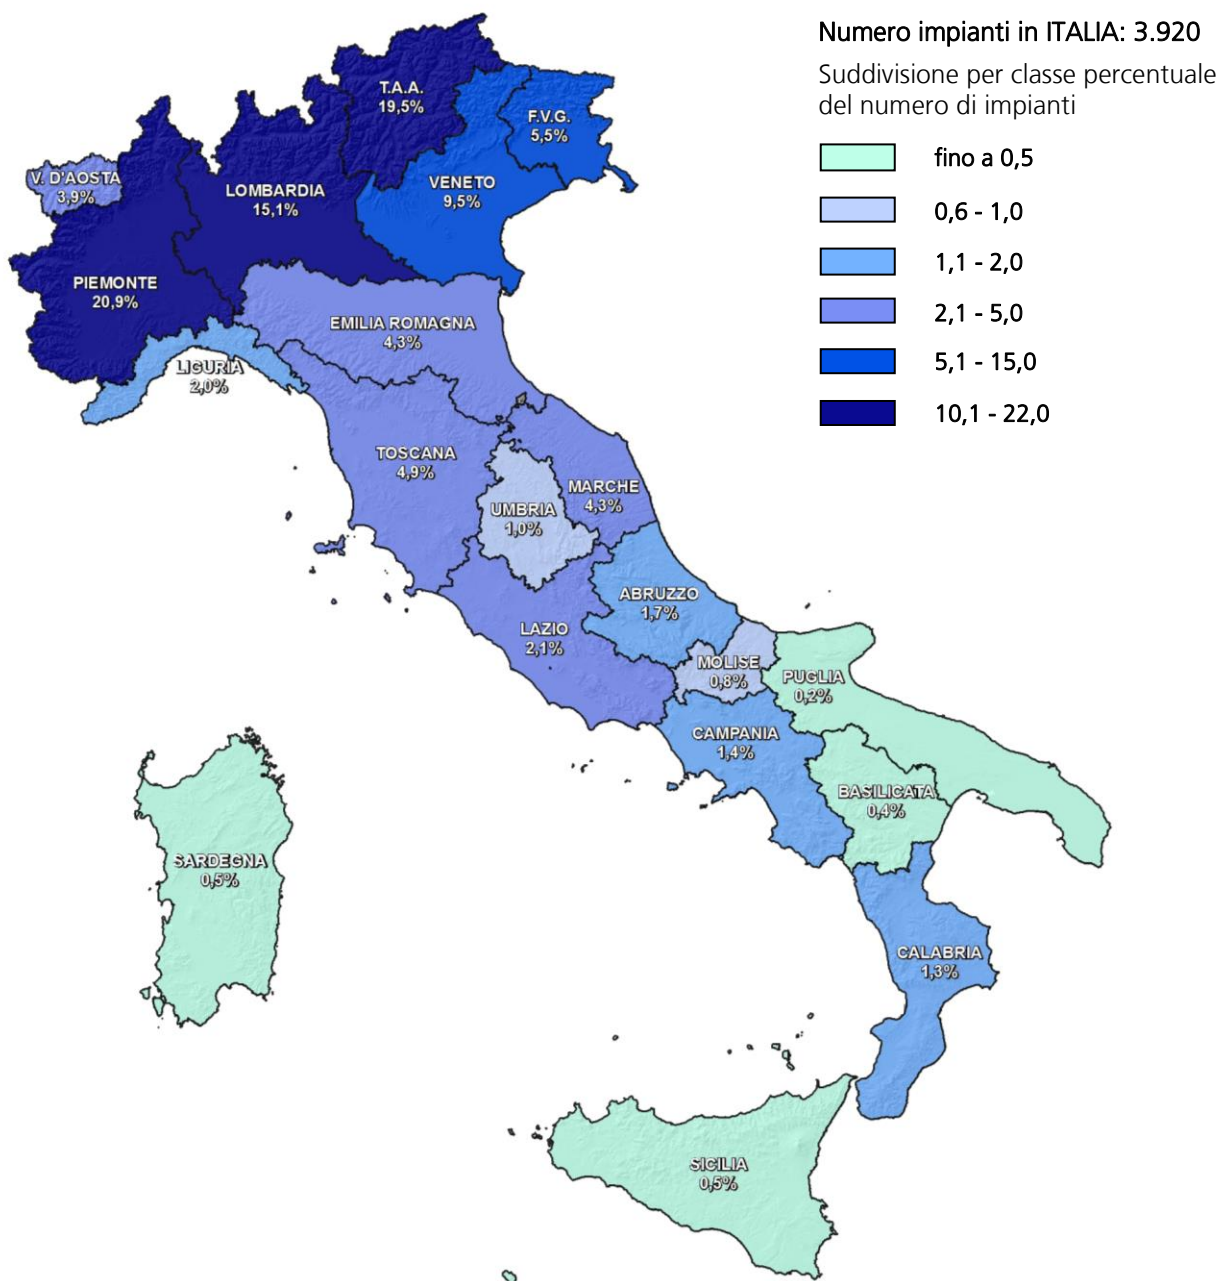 Numero impianti in ITALIA: 3.920
Suddivisione per classe percentuale
del numero di impianti
fino a 0,5
0,6 - 1,0
1,1 - 2,0
2,1 - 5,0
5,1 - 15,0
10,1 - 22,0
T.A.A.
19,5%
F.V.G.
5,5%
V. D'AOSTA
3,9%
LOMBARDIA
15,1%
VENETO
9,5%
PIEMONTE
20,9%
EMILIA ROMAGNA
4,3%
LIGURIA
2,0%
TOSCANA
4,9%
MARCHE
4,3%
UMBRIA
1,0%
ABRUZZO
1,7%
LAZIO
2,1%
MOLISE
0,8%
PUGLIA
0,2%
CAMPANIA
1,4%
BASILICATA
0,4%
SARDEGNA
0,5%
CALABRIA
1,3%
SICILIA
0,5%